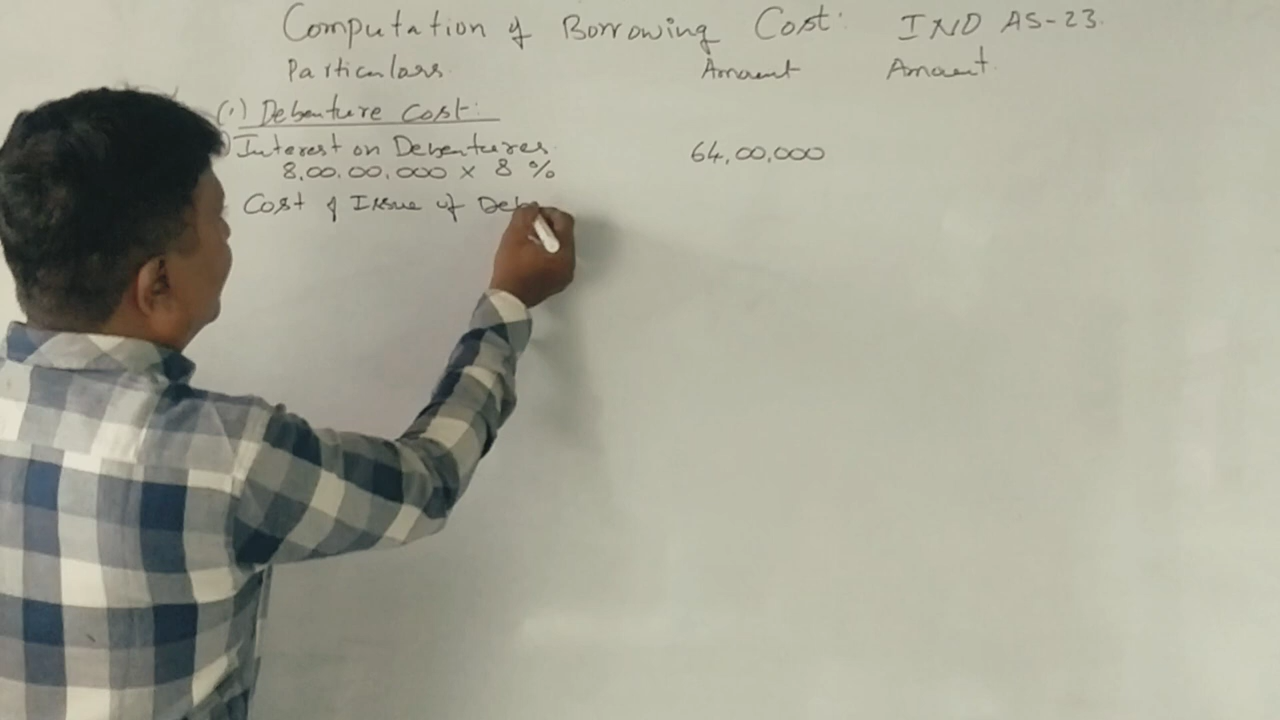 Computation of Borrowing Cost: IND AS-23.
Particulars Amount Amount
(1) Debenture Cost:
Interest on Debentures
8,00,00,000 x 8 % 64,00,000
Cost of Issue of Deb